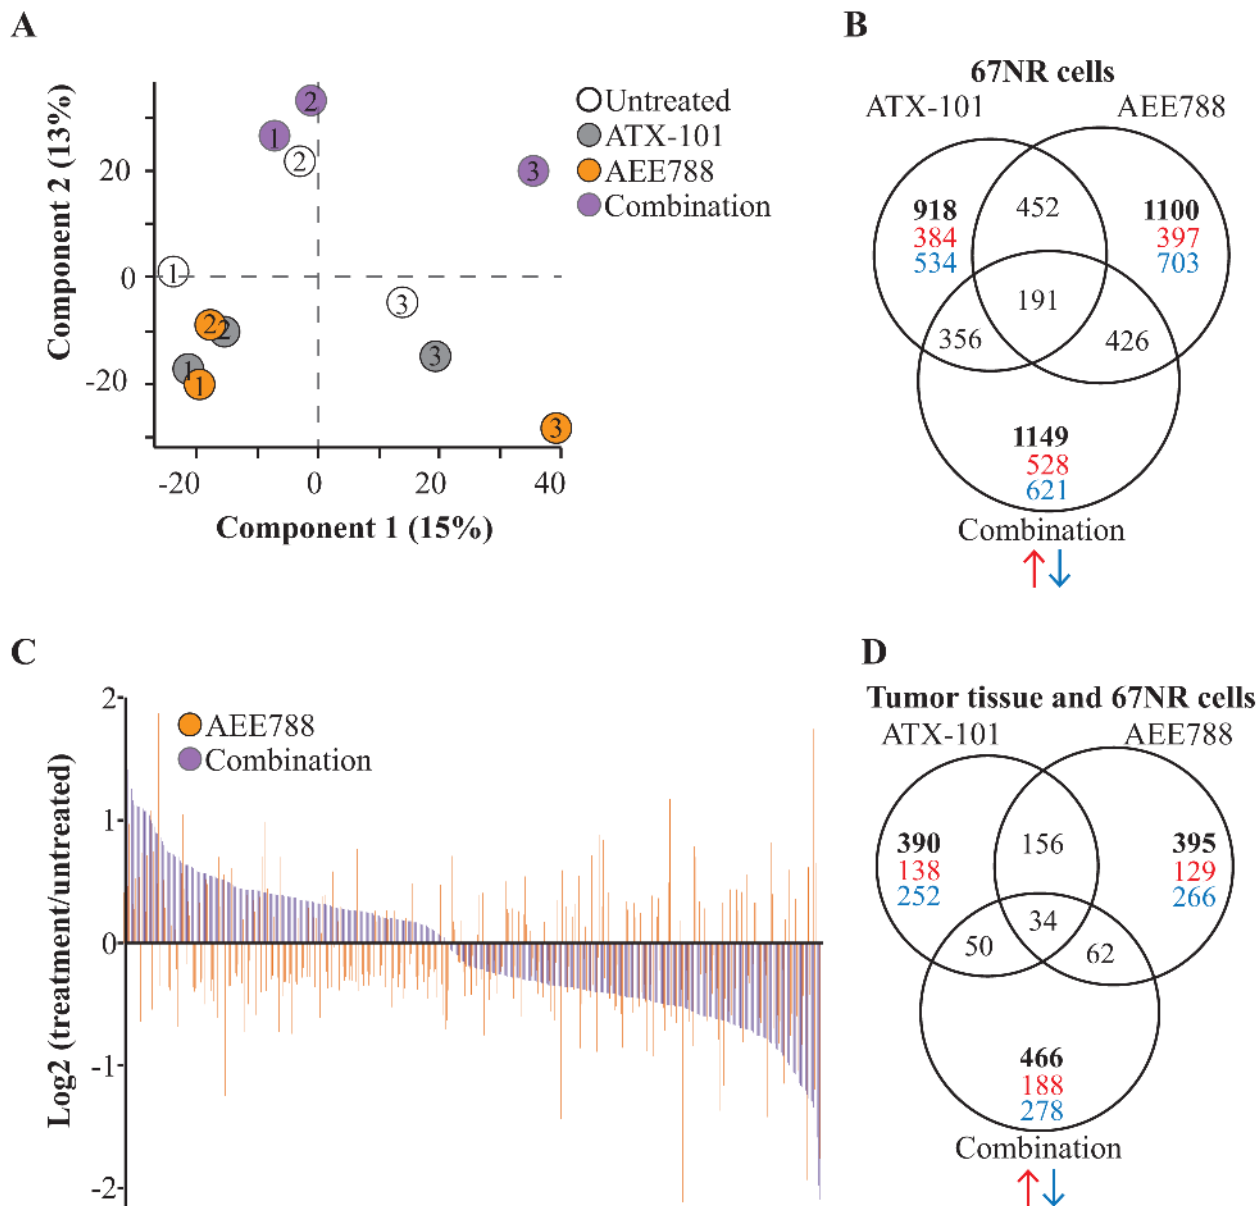 A
2
1
2
3
1
3
2
2
1
3
1
3
20
0
-20
-20
0
20
40
Component 2 (13%)
Component 1 (15%)
Untreated
ATX-101
AEE788
Combination
B
67NR cells
ATX-101
AEE788
918
384
534
452
1100
397
703
191
356
426
1149
528
621
Combination
C
2
1
0
-1
-2
Log2 (treatment/untreated)
AEE788
Combination
D
Tumor tissue and 67NR cells
ATX-101
AEE788
390
138
252
156
395
129
266
34
50
62
466
188
278
Combination